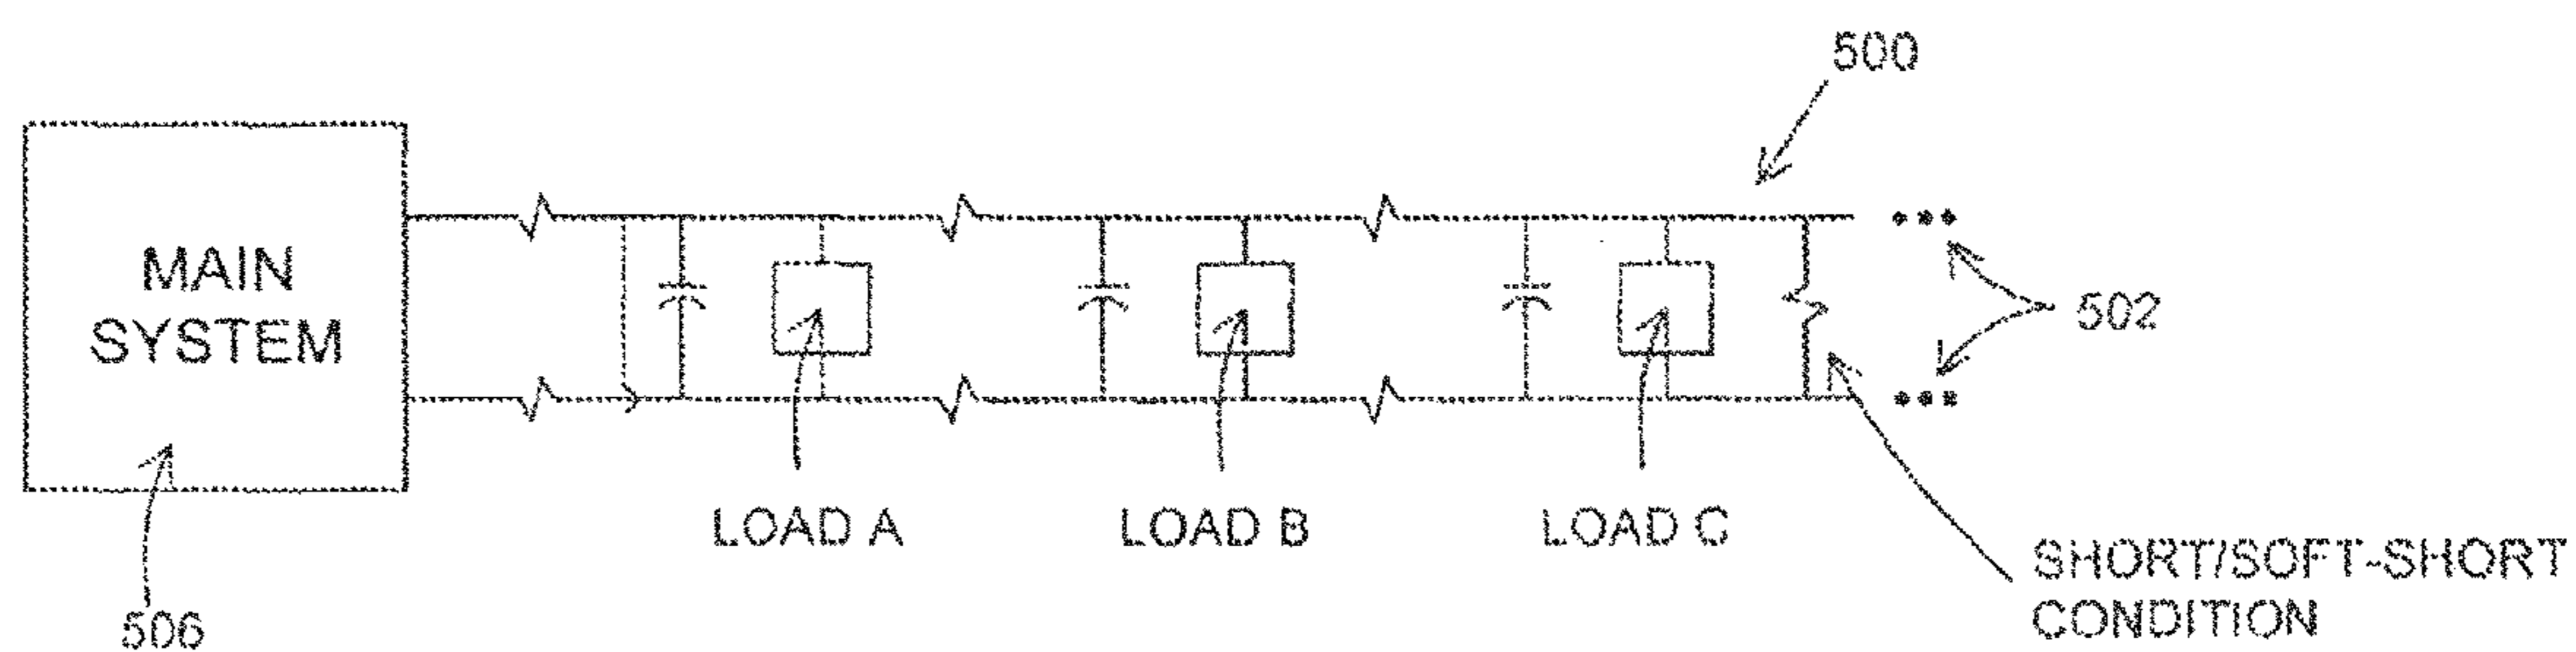 500
MAIN
SYSTEM
502
LOAD A
LOAD B
LOAD C
SHORT/SOFT-SHORT
CONDITION
506